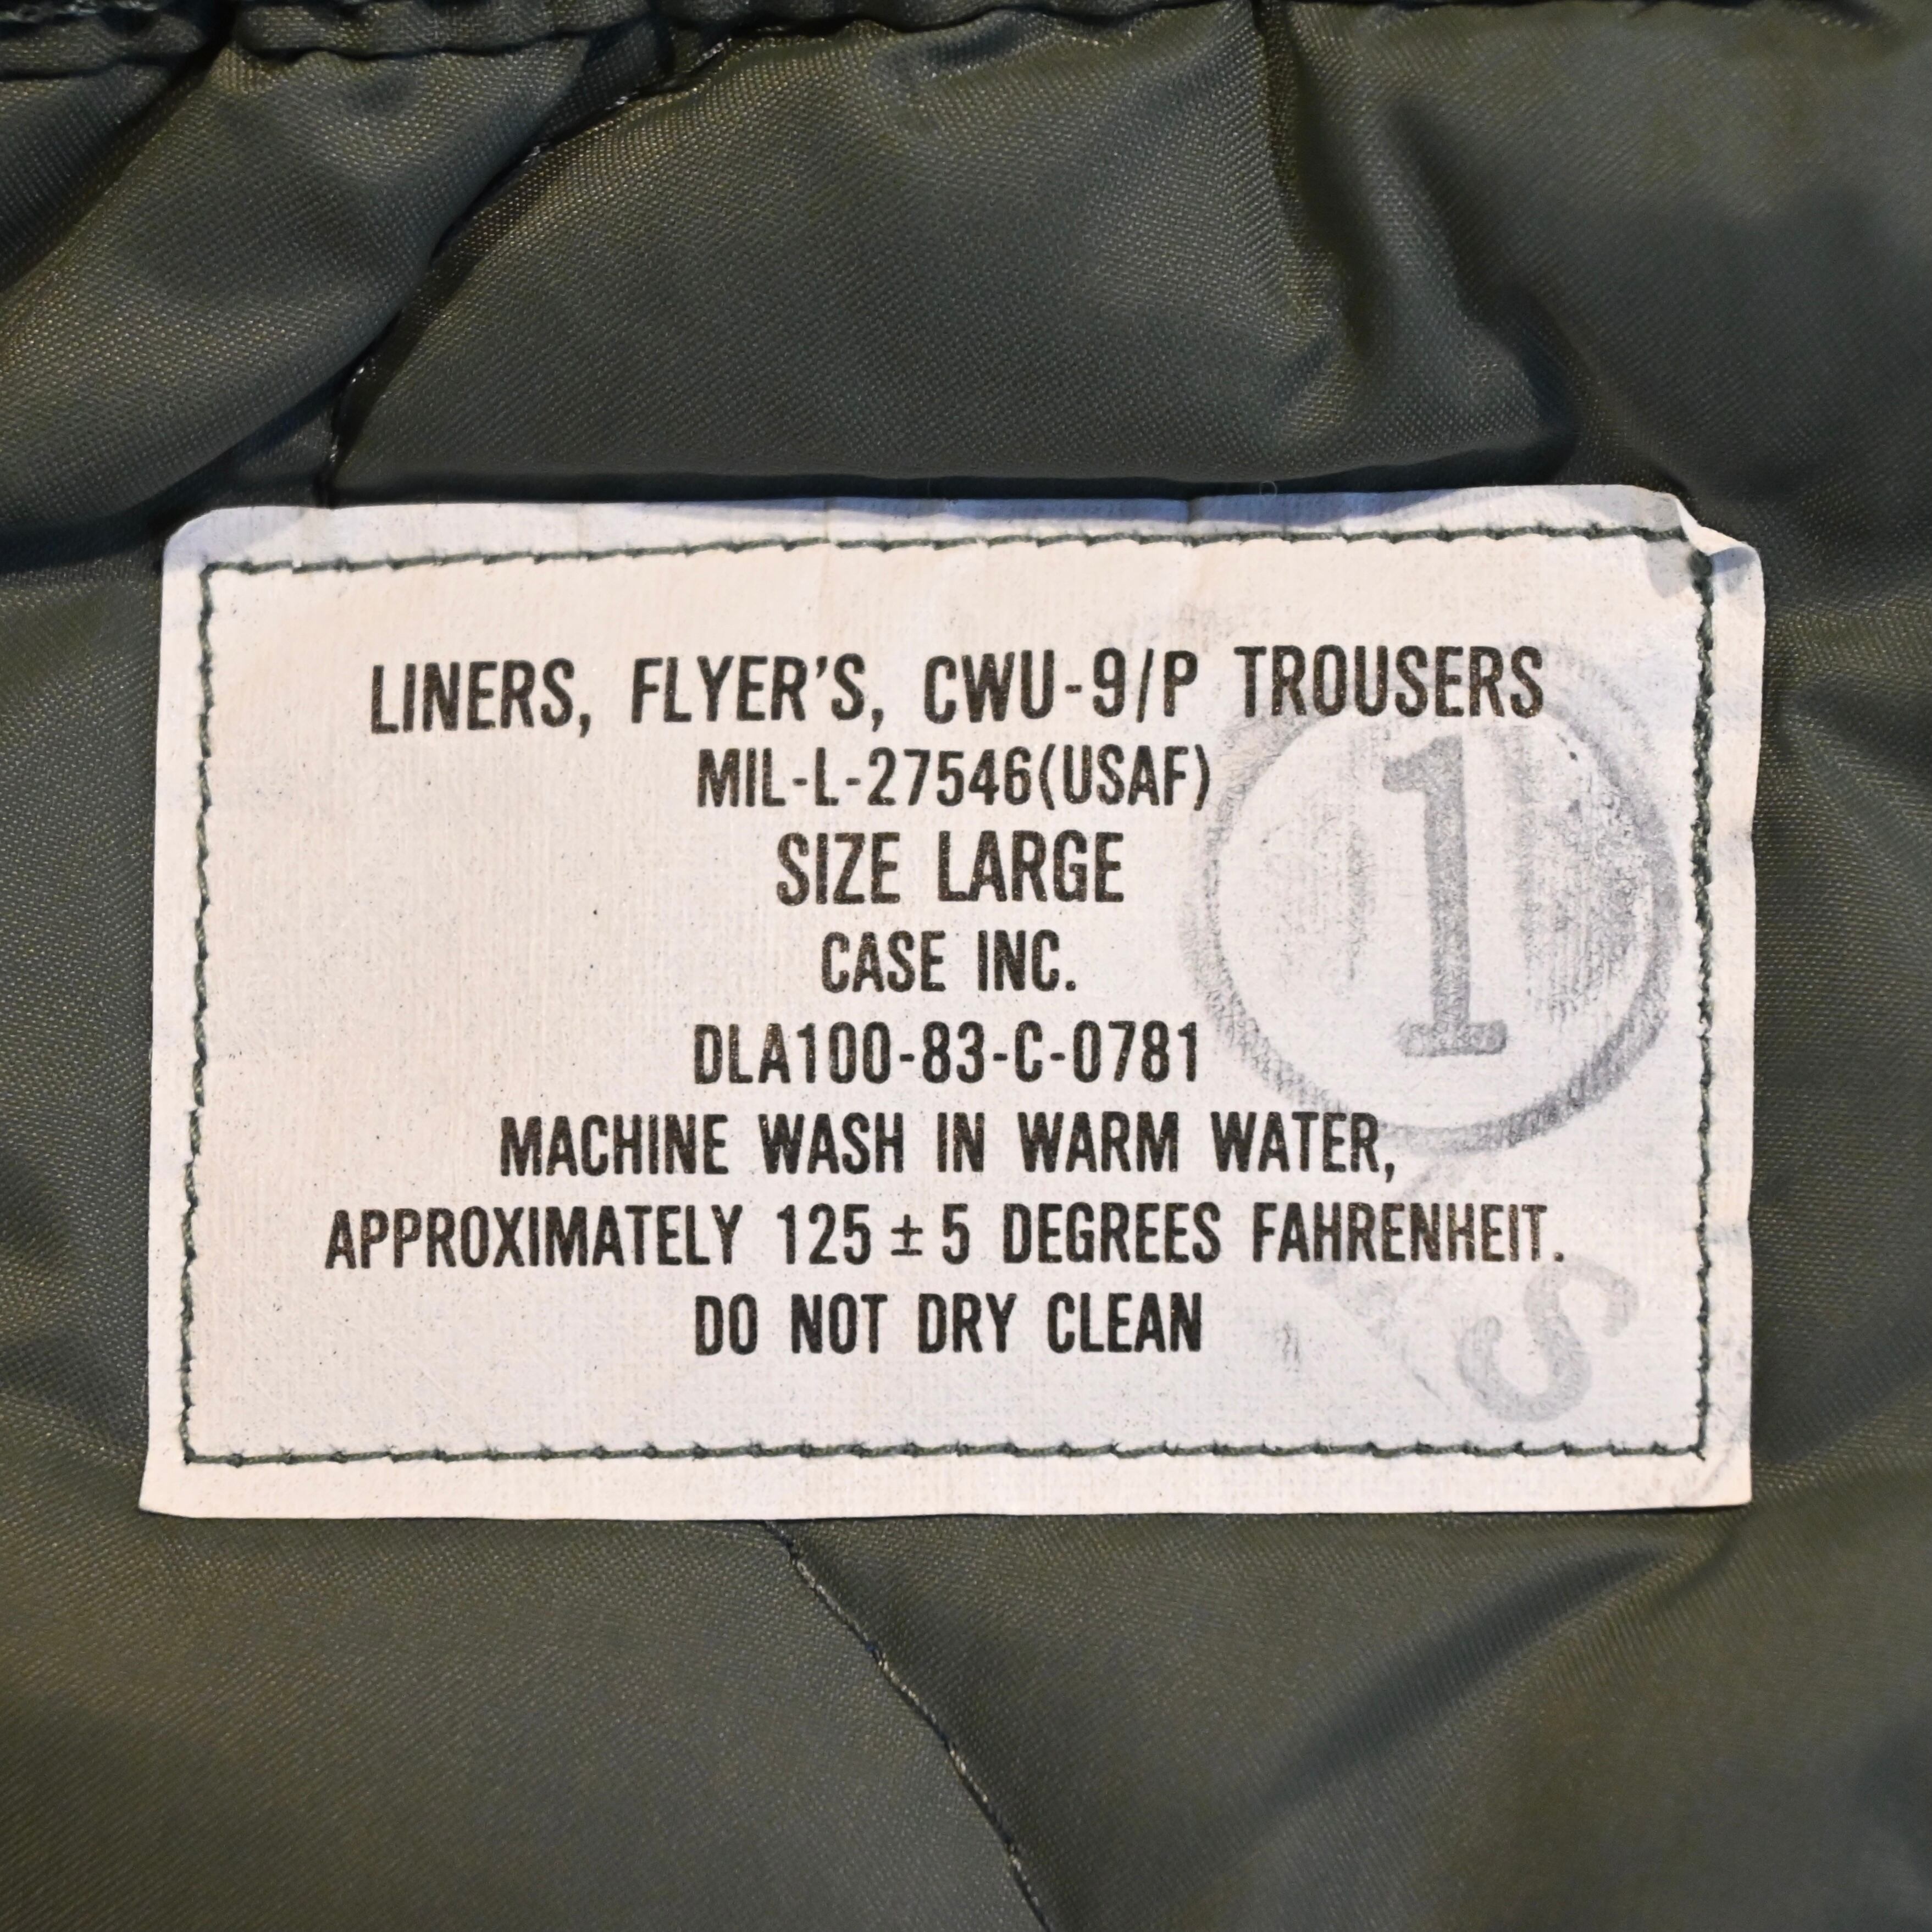 LINERS, FLYER'S, CWU-9/P TROUSERS
MIL-L-27546(USAF)
SIZE LARGE
CASE INC.
DLA100-83-C-0781
MACHINE WASH IN WARM WATER,
APPROXIMATELY 125 ± 5 DEGREES FAHRENHEIT.
DO NOT DRY CLEAN
1
S